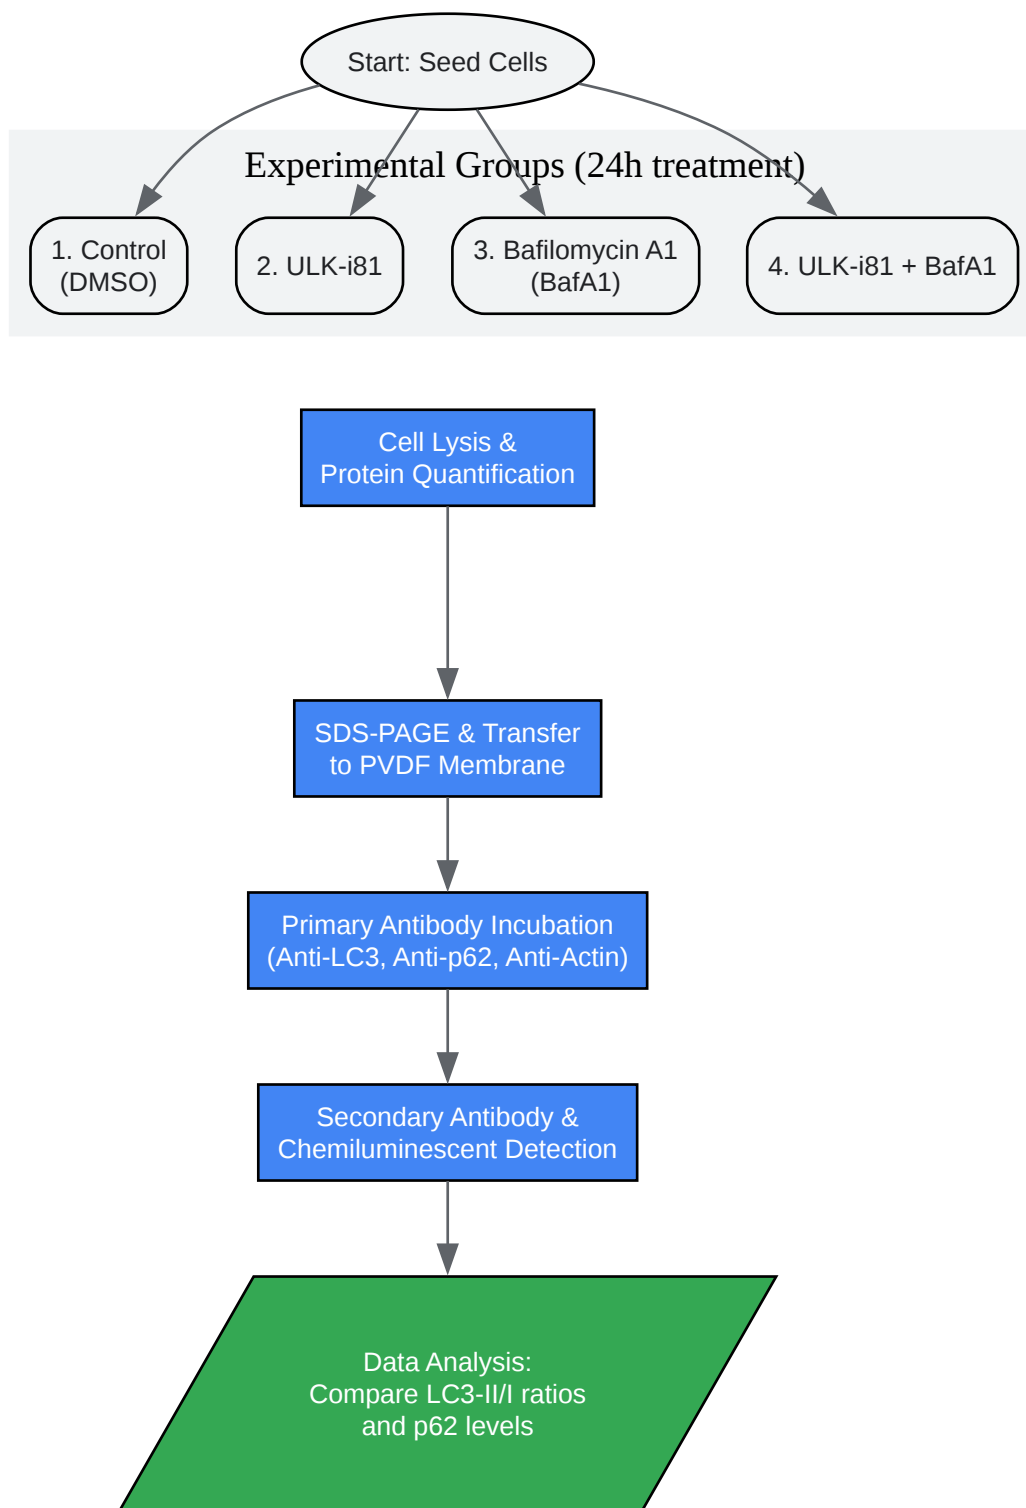 Start: Seed Cells
Experimental Groups (24h treatment)
1. Control
(DMSO)
2. ULK-i81
3. Bafilomycin A1
(BafA1)
4. ULK-i81 + BafA1
Cell Lysis &
Protein Quantification
SDS-PAGE & Transfer
to PVDF Membrane
Primary Antibody Incubation
(Anti-LC3, Anti-p62, Anti-Actin)
Secondary Antibody &
Chemiluminescent Detection
Data Analysis:
Compare LC3-II/I ratios
and p62 levels